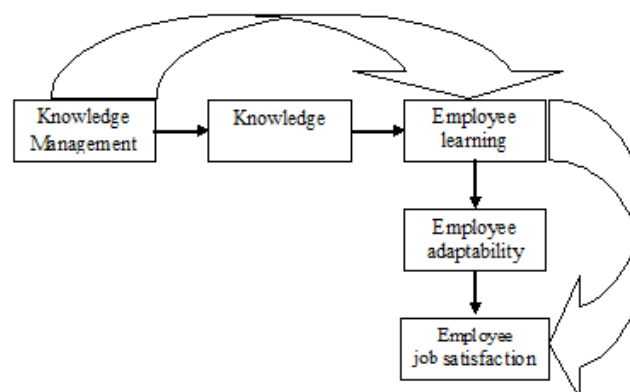 Knowledge
Management
Knowledge
Employee
learning
Employee
adaptability
Employee
job satisfaction